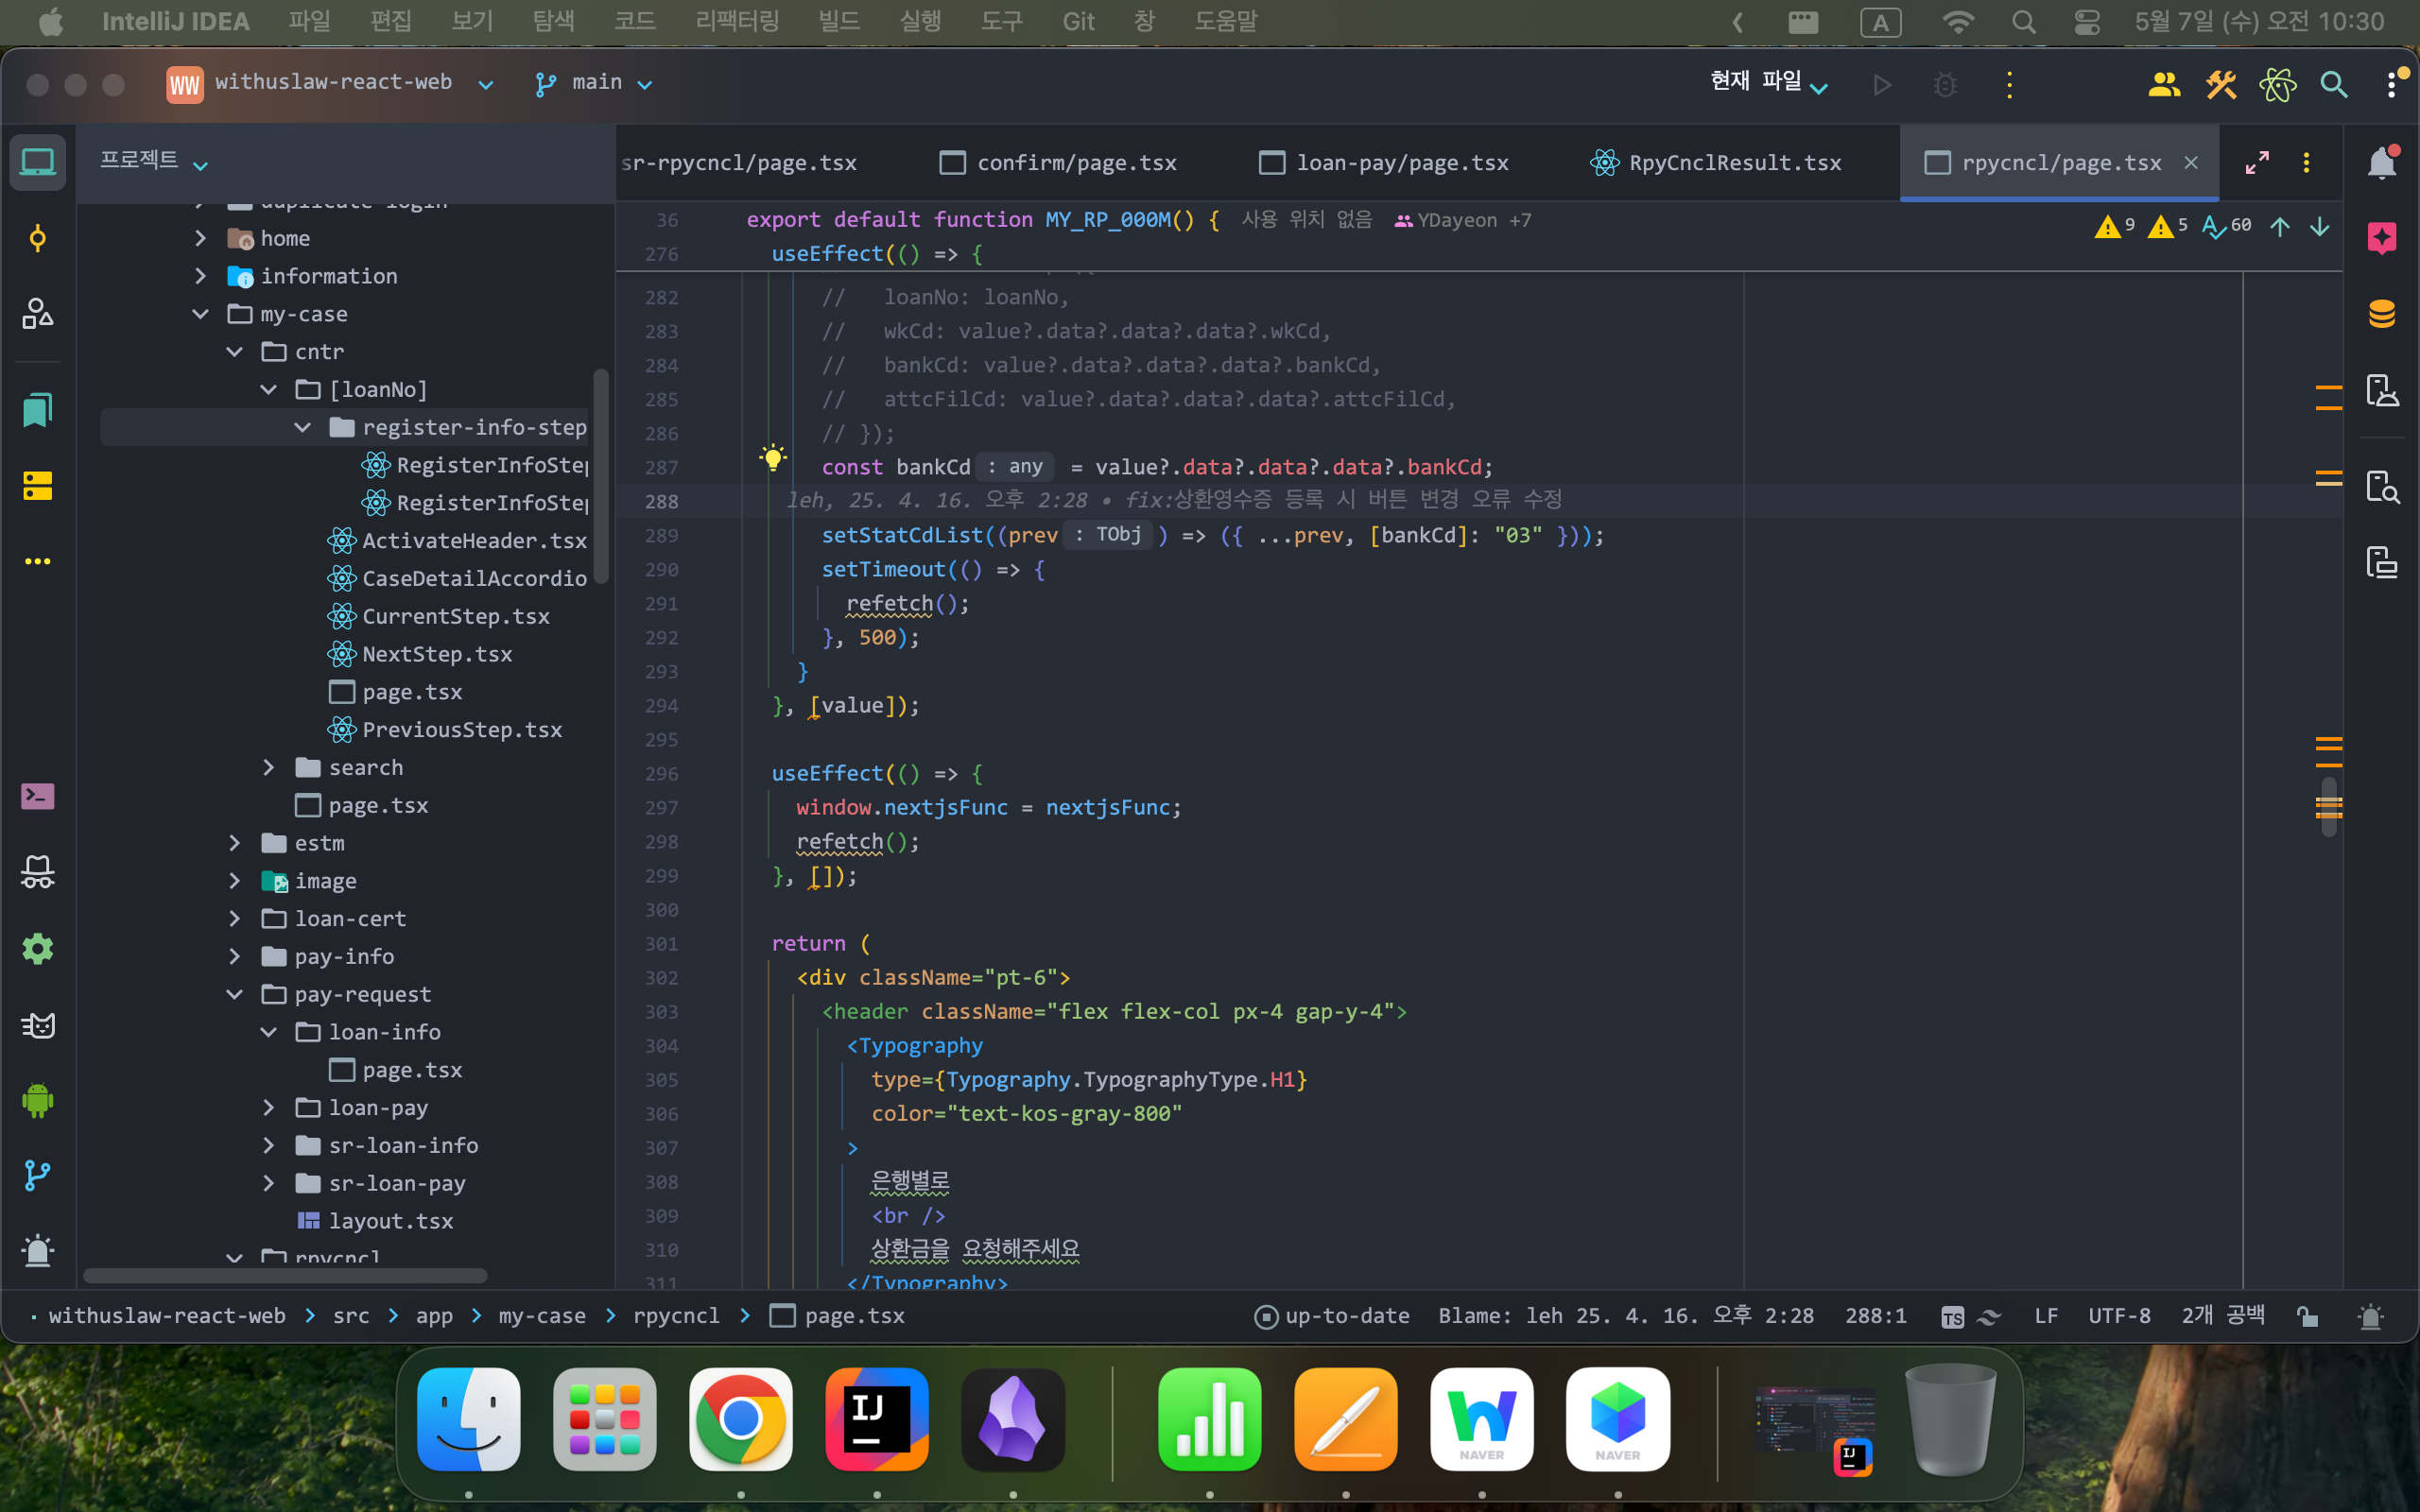 IntelliJ IDEA 파일 편집 보기 탐색 코드 리팩터링 빌드 실행 도구 Git 창 도움말 A 5월 7일 (수) 오전 10:30
WW withuslaw-react-web main 현재 파일
프로젝트
duplicate-login
home
information
my-case
cntr
[loanNo]
register-info-step
RegisterInfoStep
RegisterInfoStep
ActivateHeader.tsx
CaseDetailAccordio
CurrentStep.tsx
NextStep.tsx
page.tsx
PreviousStep.tsx
search
page.tsx
estm
image
loan-cert
pay-info
pay-request
loan-info
page.tsx
loan-pay
sr-loan-info
sr-loan-pay
layout.tsx
rpycncl
sr-rpycncl/page.tsx confirm/page.tsx loan-pay/page.tsx RpyCnclResult.tsx rpycncl/page.tsx
36 export default function MY_RP_000M() { 사용 위치 없음 YDayeon +7 9 5 60
276 useEffect(() => {
282 // loanNo: loanNo,
283 // wkCd: value?.data?.data?.data?.wkCd,
284 // bankCd: value?.data?.data?.data?.bankCd,
285 // attcFilCd: value?.data?.data?.data?.attcFilCd,
286 // });
287 const bankCd : any = value?.data?.data?.data?.bankCd;
288 leh, 25. 4. 16. 오후 2:28 • fix:상환영수증 등록 시 버튼 변경 오류 수정
289 setStatCdList((prev : TObj ) => ({ ...prev, [bankCd]: "03" }));
290 setTimeout(() => {
291 refetch();
292 }, 500);
293 }
294 }, [value]);
295
296 useEffect(() => {
297 window.nextjsFunc = nextjsFunc;
298 refetch();
299 }, []);
300
301 return (
302 <div className="pt-6">
303 <header className="flex flex-col px-4 gap-y-4">
304 <Typography
305 type={Typography.TypographyType.H1}
306 color="text-kos-gray-800"
307 >
308 은행별로
309 <br />
310 상환금을 요청해주세요
311 </Typography>
withuslaw-react-web src app my-case rpycncl page.tsx up-to-date Blame: leh 25. 4. 16. 오후 2:28 288:1 TS LF UTF-8 2개 공백
IJ
NAVER
NAVER
IJ